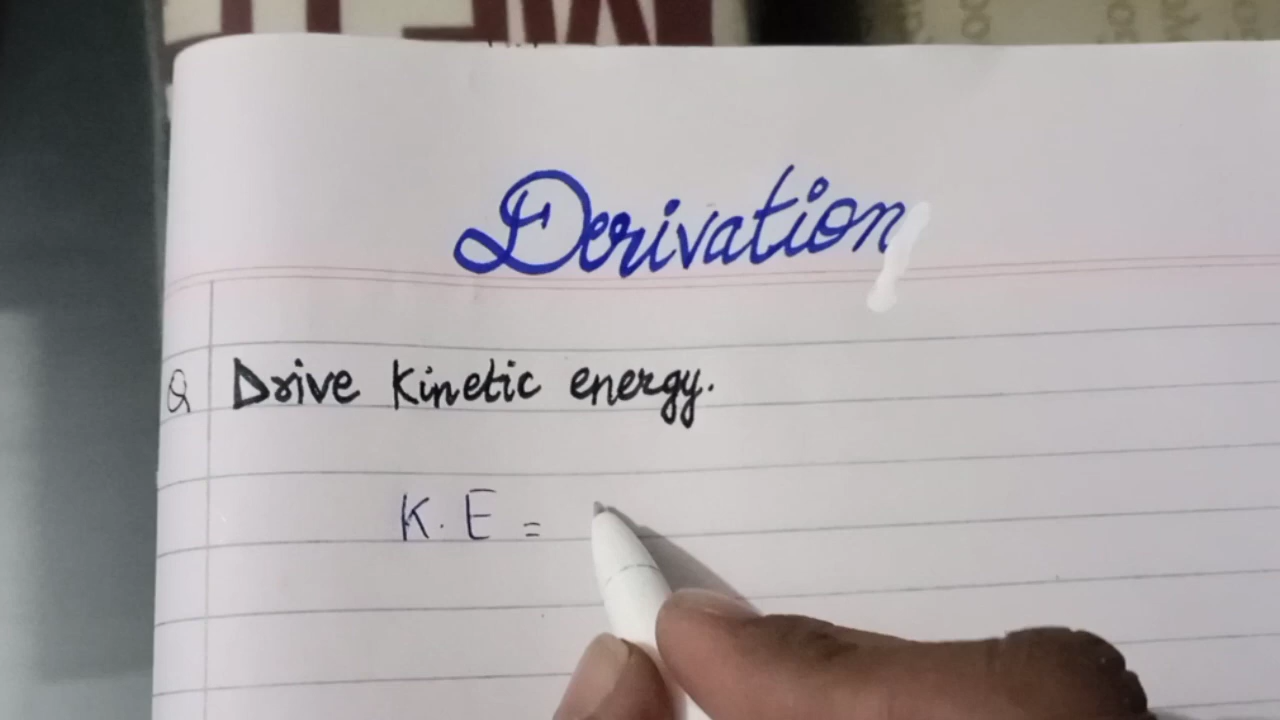 Derivation
Q Drive Kinetic energy.
K. E =